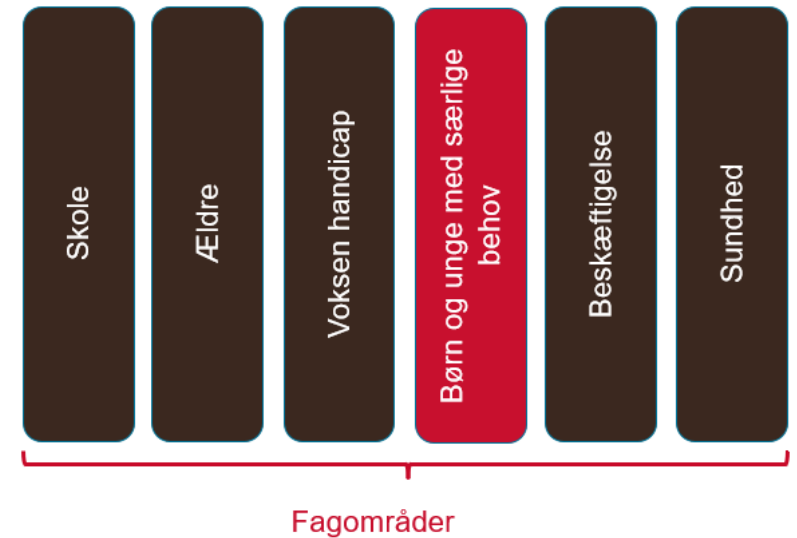 Skole
Ældre
Voksen handicap
Børn og unge med særlige
behov
Beskæftigelse
Sundhed
Fagområder